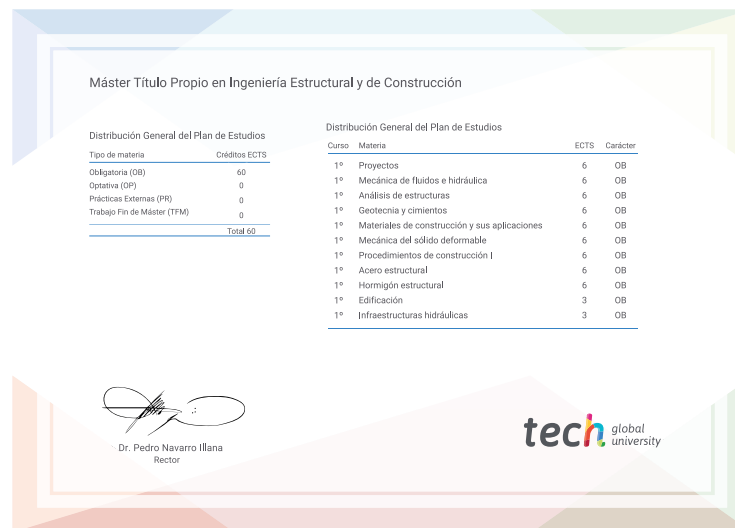 Máster Título Propio en Ingeniería Estructural y de Construcción
Distribución General del Plan de Estudios
Tipo de materia Créditos ECTS
Obligatoria (OB) 60
Optativa (OP) 0
Prácticas Externas (PR) 0
Trabajo Fin de Máster (TFM) 0
Total 60
Distribución General del Plan de Estudios
Curso Materia ECTS Carácter
1º Proyectos 6 OB
1º Mecánica de fluidos e hidráulica 6 OB
1º Análisis de estructuras 6 OB
1º Geotecnia y cimientos 6 OB
1º Materiales de construcción y sus aplicaciones 6 OB
1º Mecánica del sólido deformable 6 OB
1º Procedimientos de construcción I 6 OB
1º Acero estructural 6 OB
1º Hormigón estructural 6 OB
1º Edificación 3 OB
1º Infraestructuras hidráulicas 3 OB
Dr. Pedro Navarro Illana
Rector
tech global university